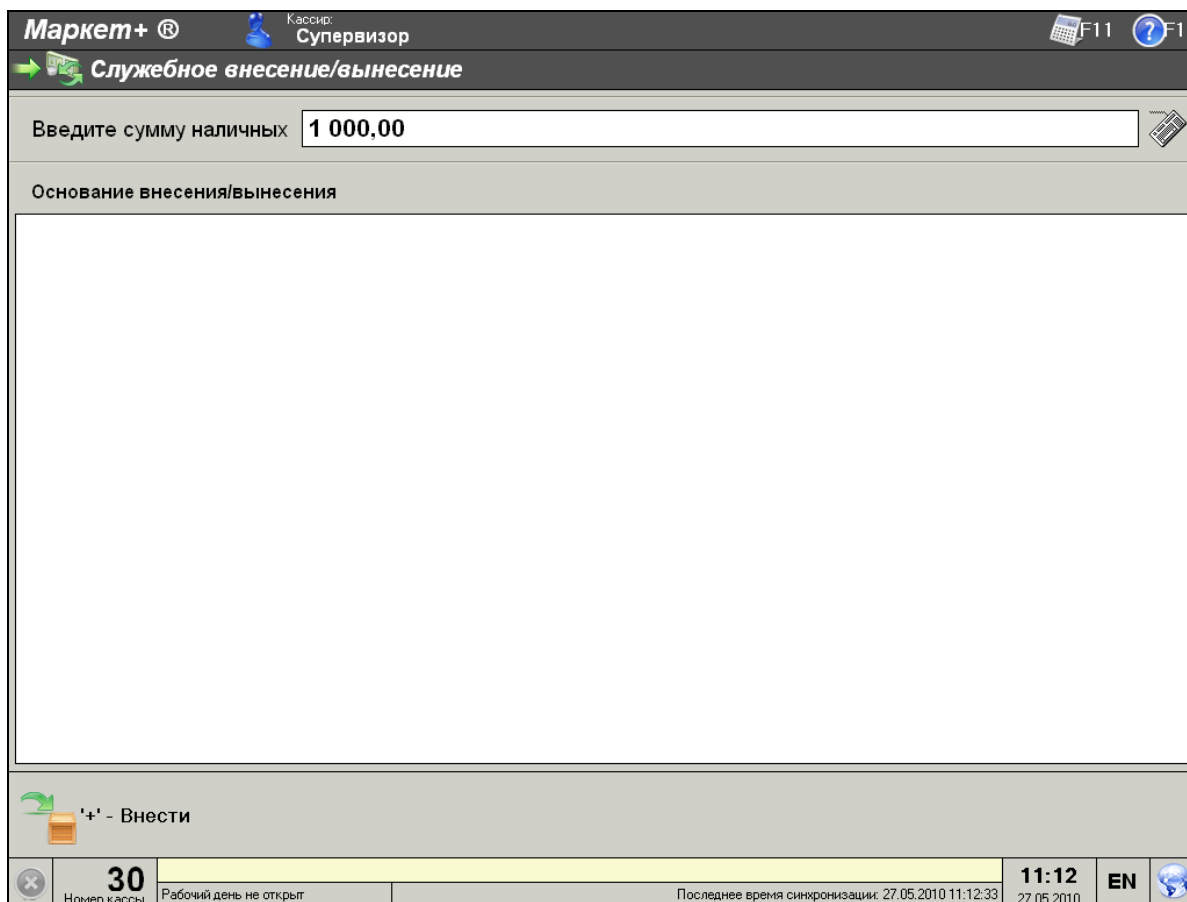 Маркет+ ®
Кассир:
Супервизор
F11
F1
Служебное внесение/вынесение
Введите сумму наличных
1 000,00
Основание внесения/вынесения
'+' - Внести
30
Номер кассы
Рабочий день не открыт
Последнее время синхронизации: 27.05.2010 11:12:33
11:12
27.05.2010
EN